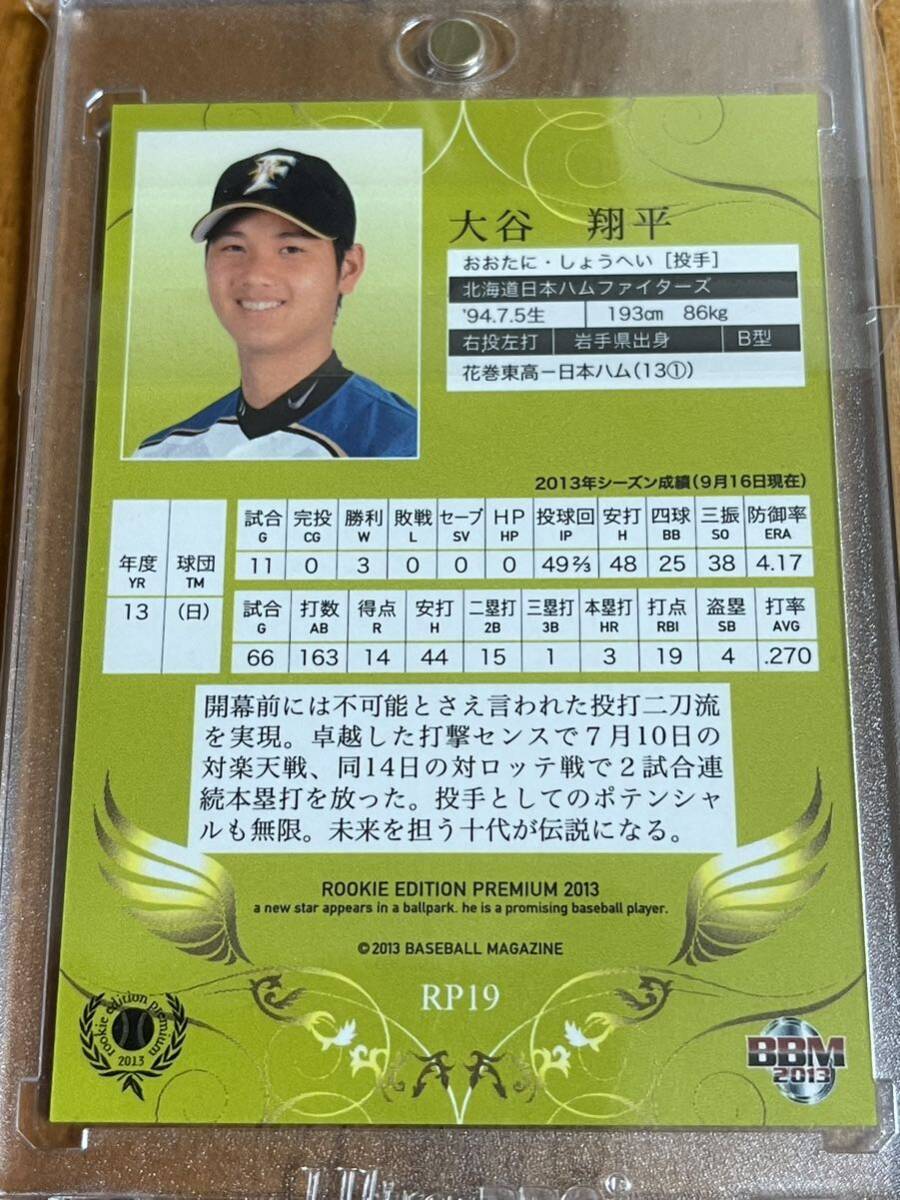 大谷 翔平
おおたに・しょうへい［投手］
北海道日本ハムファイターズ
'94.7.5生 193cm 86kg
右投左打 岩手県出身 B型
花巻東高－日本ハム(13①)
2013年シーズン成績(9月16日現在)
年度 球団 試合 完投 勝利 敗戦 セーブ HP 投球回 安打 四球 三振 防御率
YR TM G CG W L SV HP IP H BB SO ERA
11 0 3 0 0 0 49⅔ 48 25 38 4.17
13 (日) 試合 打数 得点 安打 二塁打 三塁打 本塁打 打点 盗塁 打率
G AB R H 2B 3B HR RBI SB AVG
66 163 14 44 15 1 3 19 4 .270
開幕前には不可能とさえ言われた投打二刀流
を実現。卓越した打撃センスで７月10日の
対楽天戦、同14日の対ロッテ戦で２試合連
続本塁打を放った。投手としてのポテンシャ
ルも無限。未来を担う十代が伝説になる。
ROOKIE EDITION PREMIUM 2013
a new star appears in a ballpark. he is a promising baseball player.
©2013 BASEBALL MAGAZINE
RP19
rookie edition premium
2013
BBM
2013